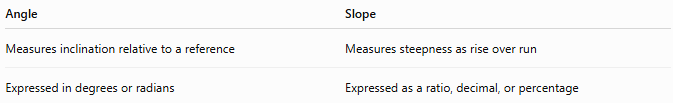 Angle Slope
Measures inclination relative to a reference Measures steepness as rise over run
Expressed in degrees or radians Expressed as a ratio, decimal, or percentage